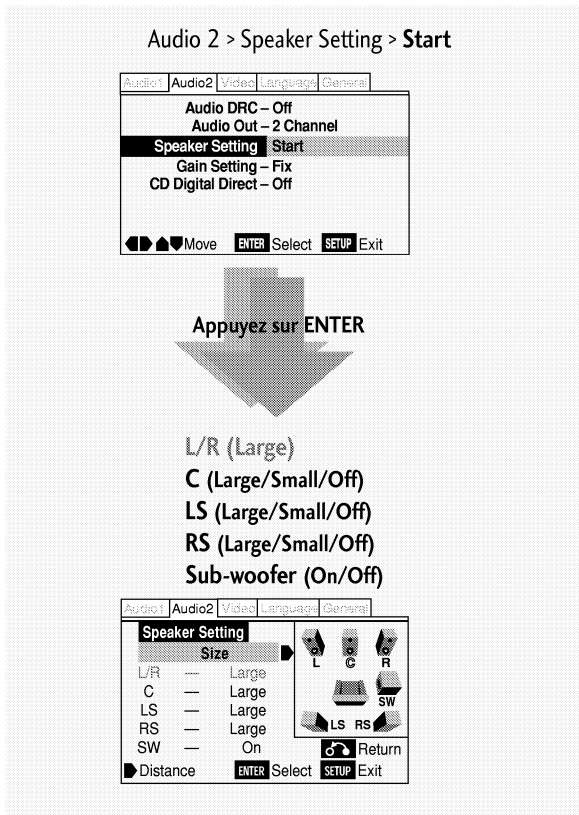 Audio 2 > Speaker Setting > Start
Audio1 Audio2 Video Language General
Audio DRC – Off
Audio Out – 2 Channel
Speaker Setting Start
Gain Setting – Fix
CD Digital Direct – Off
Move ENTER Select SETUP Exit
Appuyez sur ENTER
L/R (Large)
C (Large/Small/Off)
LS (Large/Small/Off)
RS (Large/Small/Off)
Sub-woofer (On/Off)
Audio1 Audio2 Video Language General
Speaker Setting
Size
L/R — Large
C — Large
LS — Large
RS — Large
SW — On
L C R
SW
LS RS
Return
Distance ENTER Select SETUP Exit